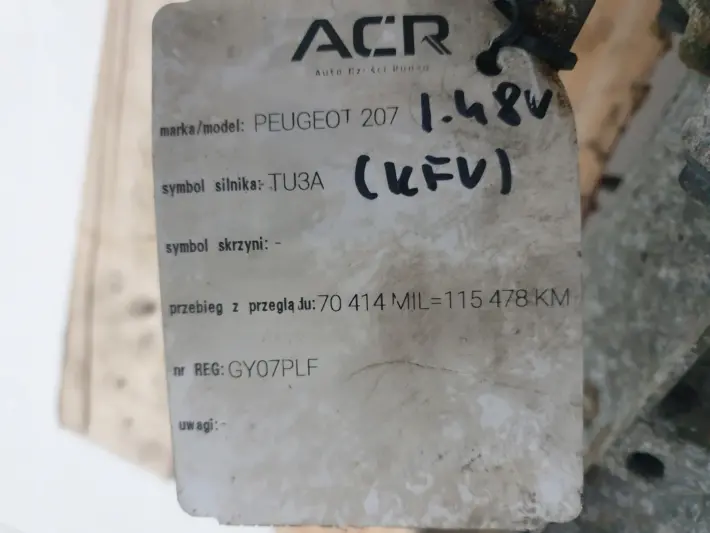 ACR
marka/model: PEUGEOT 207 1.4 8V
symbol silnika: TU3A (KFV)
symbol skrzyni: -
przebieg z przeglądu: 70 414 MIL=115 478 KM
nr REG: GY07PLF
uwagi: -